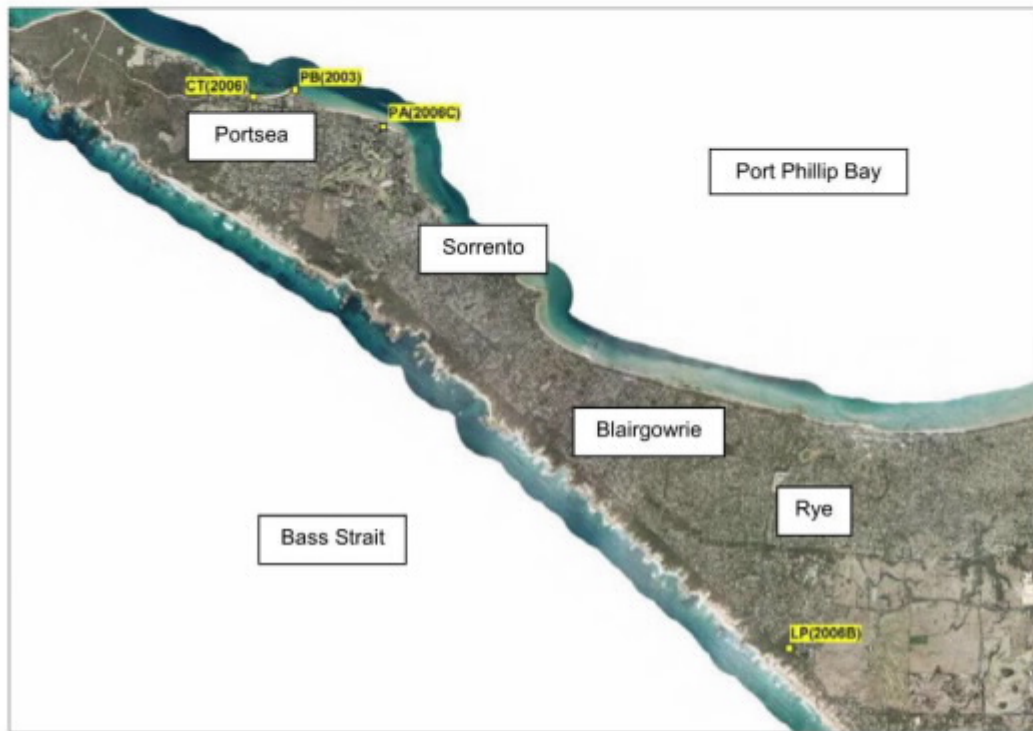 PB(2003)
CT(2006)
PA(2006C)
Portsea
Port Phillip Bay
Sorrento
Blairgowrie
Rye
Bass Strait
LP(2006B)